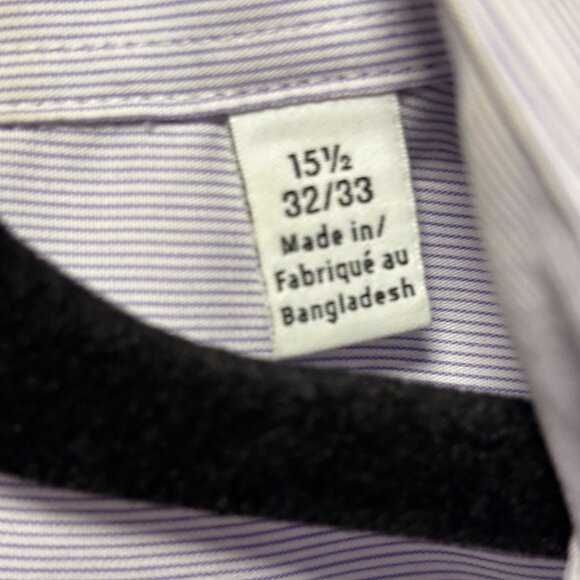 15½
32/33
Made in/
Fabriqué au
Bangladesh